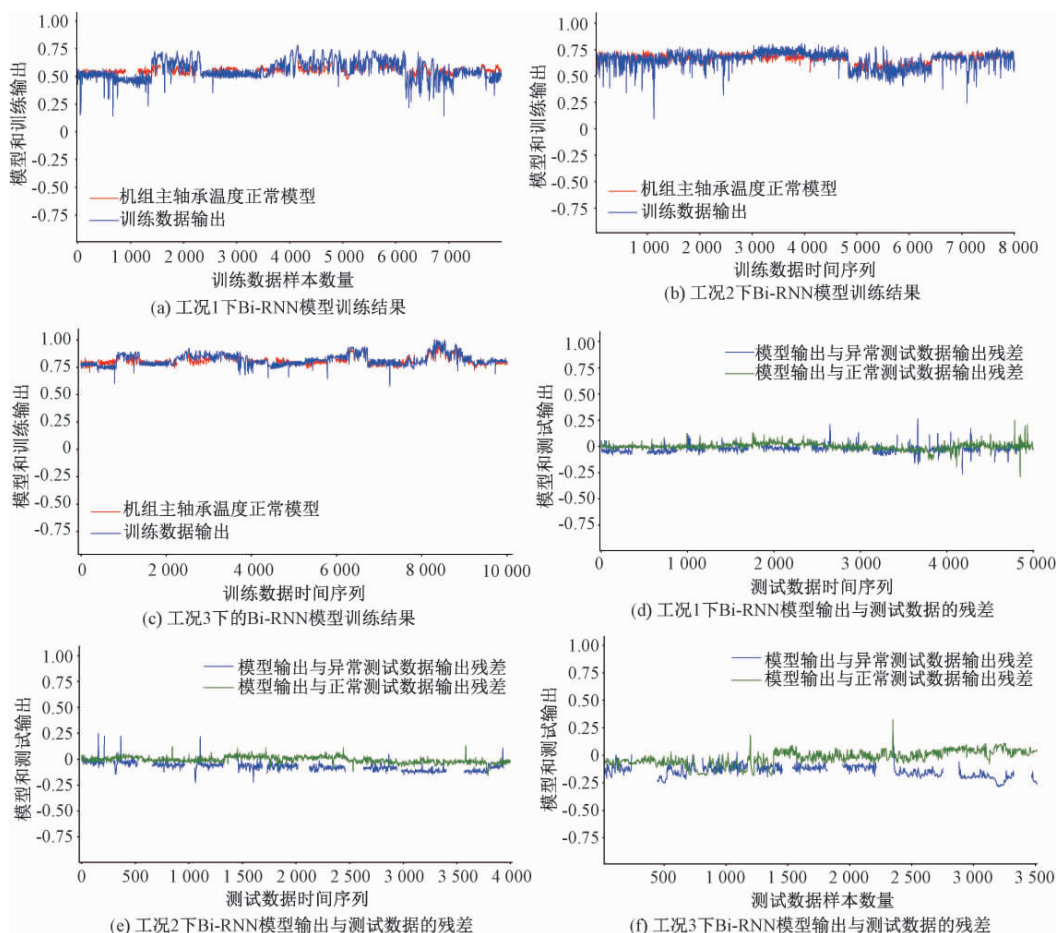 1.00
0.75
0.50
0.25
0
-0.25
-0.50
-0.75
模型和训练输出
机组主轴承温度正常模型
训练数据输出
0 1 000 2 000 3 000 4 000 5 000 6 000 7 000
训练数据样本数量
(a) 工况1下Bi-RNN模型训练结果
1.00
0.75
0.50
0.25
0
-0.25
-0.50
-0.75
模型和训练输出
机组主轴承温度正常模型
训练数据输出
1 000 2 000 3 000 4 000 5 000 6 000 7 000 8 000
训练数据时间序列
(b) 工况2下Bi-RNN模型训练结果
1.00
0.75
0.50
0.25
0
-0.25
-0.50
-0.75
模型和训练输出
机组主轴承温度正常模型
训练数据输出
0 2 000 4 000 6 000 8 000 10 000
训练数据时间序列
(c) 工况3下的Bi-RNN模型训练结果
1.00
0.75
0.50
0.25
0
-0.25
-0.50
-0.75
模型和测试输出
模型输出与异常测试数据输出残差
模型输出与正常测试数据输出残差
0 1 000 2 000 3 000 4 000 5 000
测试数据时间序列
(d) 工况1下Bi-RNN模型输出与测试数据的残差
1.00
0.75
0.50
0.25
0
-0.25
-0.50
-0.75
模型和测试输出
模型输出与异常测试数据输出残差
模型输出与正常测试数据输出残差
0 500 1 000 1 500 2 000 2 500 3 000 3 500 4 000
测试数据时间序列
(e) 工况2下Bi-RNN模型输出与测试数据的残差
1.00
0.75
0.50
0.25
0
-0.25
-0.50
-0.75
模型和测试输出
模型输出与异常测试数据输出残差
模型输出与正常测试数据输出残差
500 1 000 1 500 2 000 2 500 3 000 3 500
测试数据样本数量
(f) 工况3下Bi-RNN模型输出与测试数据的残差